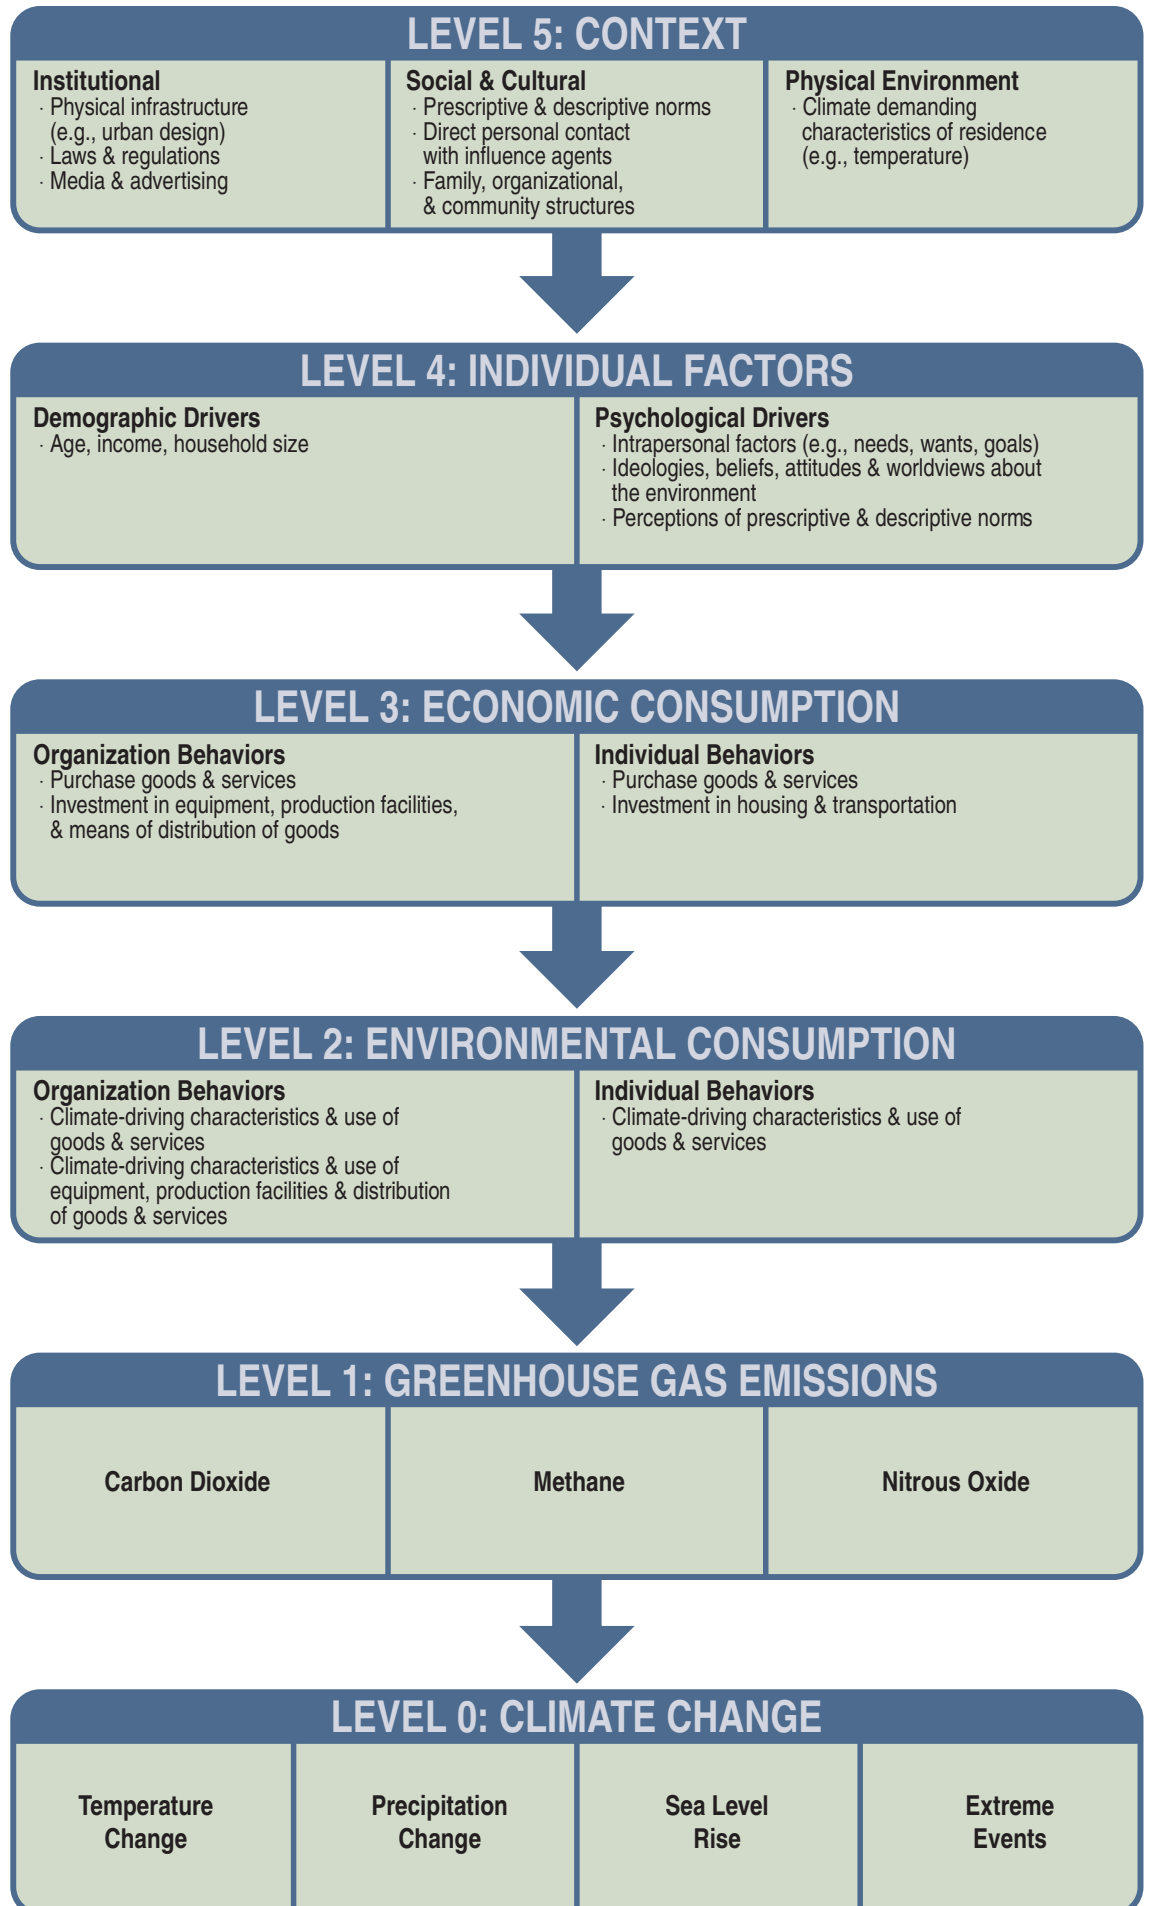 LEVEL 5: CONTEXT
Institutional
· Physical infrastructure
(e.g., urban design)
· Laws & regulations
· Media & advertising
Social & Cultural
· Prescriptive & descriptive norms
· Direct personal contact
with influence agents
· Family, organizational,
& community structures
Physical Environment
· Climate demanding
characteristics of residence
(e.g., temperature)
LEVEL 4: INDIVIDUAL FACTORS
Demographic Drivers
· Age, income, household size
Psychological Drivers
· Intrapersonal factors (e.g., needs, wants, goals)
· Ideologies, beliefs, attitudes & worldviews about
the environment
· Perceptions of prescriptive & descriptive norms
LEVEL 3: ECONOMIC CONSUMPTION
Organization Behaviors
· Purchase goods & services
· Investment in equipment, production facilities,
& means of distribution of goods
Individual Behaviors
· Purchase goods & services
· Investment in housing & transportation
LEVEL 2: ENVIRONMENTAL CONSUMPTION
Organization Behaviors
· Climate-driving characteristics & use of
goods & services
· Climate-driving characteristics & use of
equipment, production facilities & distribution
of goods & services
Individual Behaviors
· Climate-driving characteristics & use of
goods & services
LEVEL 1: GREENHOUSE GAS EMISSIONS
Carbon Dioxide
Methane
Nitrous Oxide
LEVEL 0: CLIMATE CHANGE
Temperature
Change
Precipitation
Change
Sea Level
Rise
Extreme
Events